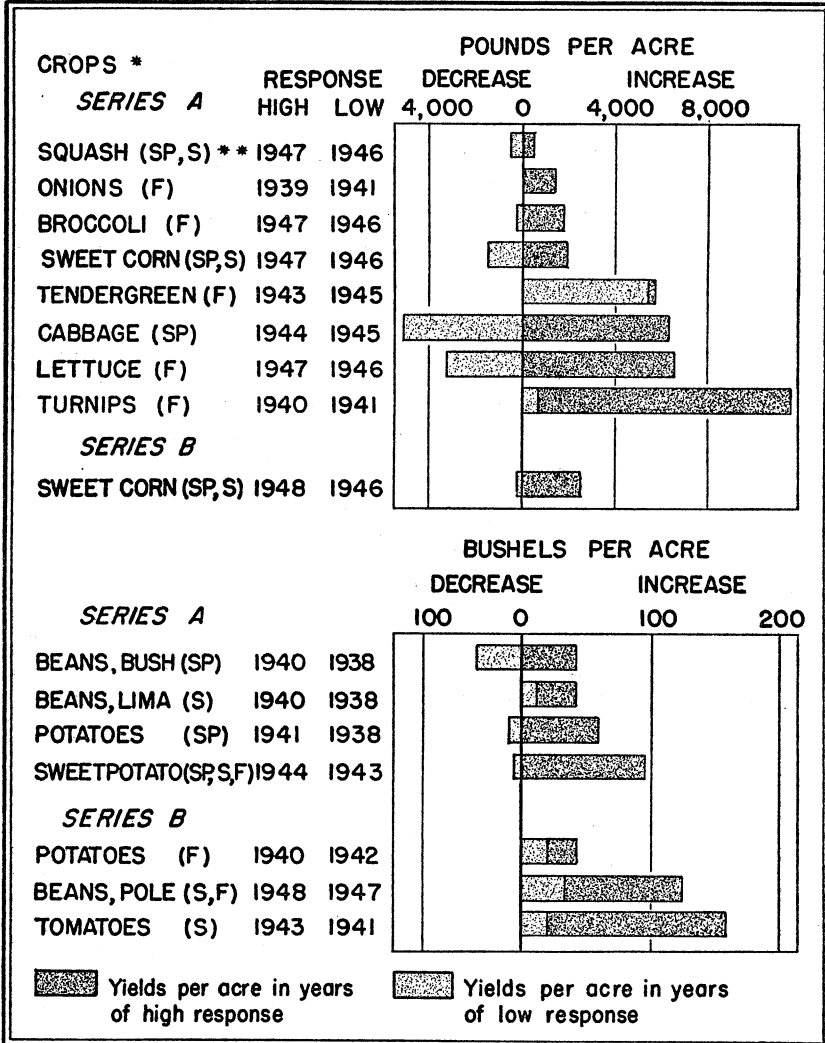 POUNDS PER ACRE
CROPS *
RESPONSE DECREASE INCREASE
SERIES A HIGH LOW 4,000 0 4,000 8,000
SQUASH (SP,S) ** 1947 1946
ONIONS (F) 1939 1941
BROCCOLI (F) 1947 1946
SWEET CORN (SP,S) 1947 1946
TENDERGREEN (F) 1943 1945
CABBAGE (SP) 1944 1945
LETTUCE (F) 1947 1946
TURNIPS (F) 1940 1941
SERIES B
SWEET CORN (SP,S) 1948 1946
BUSHELS PER ACRE
DECREASE INCREASE
SERIES A 100 0 100 200
BEANS, BUSH (SP) 1940 1938
BEANS, LIMA (S) 1940 1938
POTATOES (SP) 1941 1938
SWEETPOTATO (SP,S,F) 1944 1943
SERIES B
POTATOES (F) 1940 1942
BEANS, POLE (S,F) 1948 1947
TOMATOES (S) 1943 1941
Yields per acre in years
of high response
Yields per acre in years
of low response